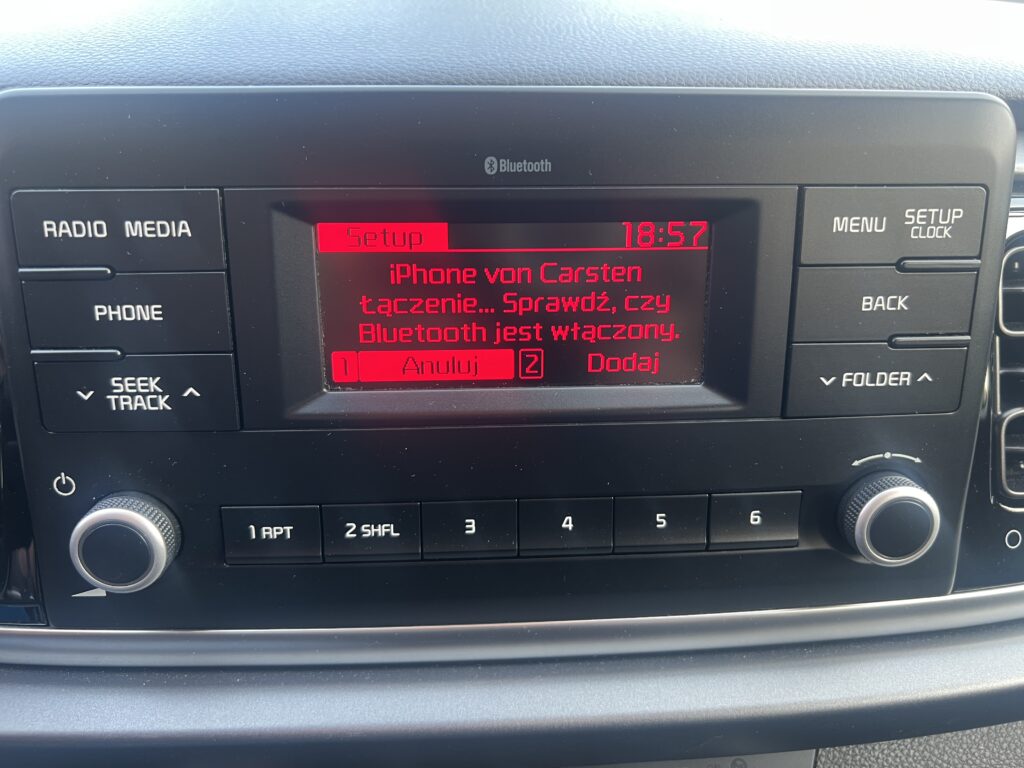 Bluetooth
RADIO MEDIA
PHONE
SEEK
TRACK
Setup 18:57
iPhone von Carsten
Łączenie... Sprawdź, czy
Bluetooth jest włączony.
1 Anuluj 2 Dodaj
MENU SETUP
CLOCK
BACK
FOLDER
1 RPT 2 SHFL 3 4 5 6